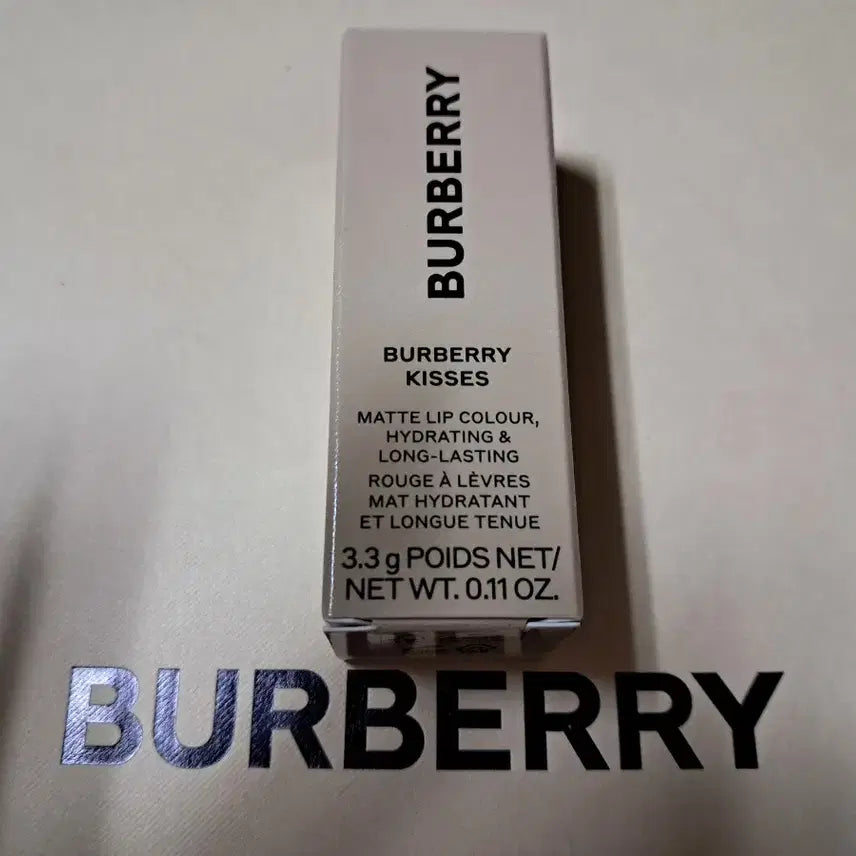 BURBERRY
BURBERRY
KISSES
MATTE LIP COLOUR,
HYDRATING &
LONG-LASTING
ROUGE À LÈVRES
MAT HYDRATANT
ET LONGUE TENUE
3.3 g POIDS NET/
NET WT. 0.11 OZ.
BURBERRY